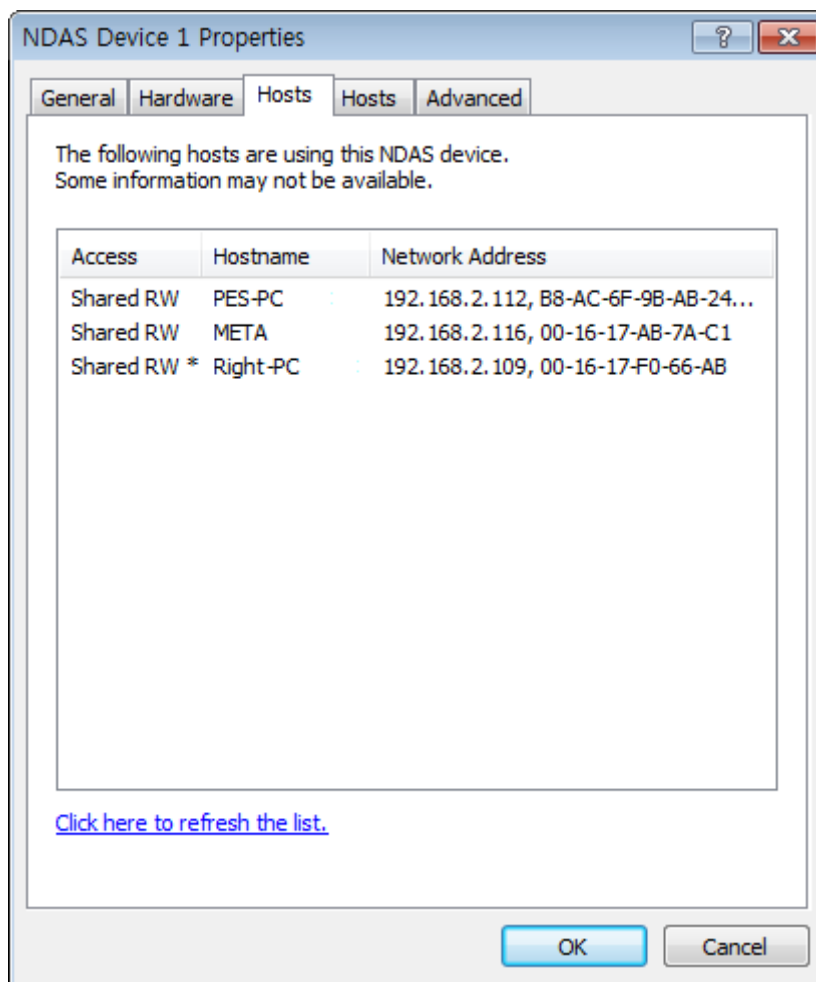 NDAS Device 1 Properties
General Hardware Hosts Hosts Advanced
The following hosts are using this NDAS device.
Some information may not be available.
Access Hostname Network Address
Shared RW PES-PC 192.168.2.112, B8-AC-6F-9B-AB-24...
Shared RW META 192.168.2.116, 00-16-17-AB-7A-C1
Shared RW * Right-PC 192.168.2.109, 00-16-17-F0-66-AB
Click here to refresh the list.
OK Cancel